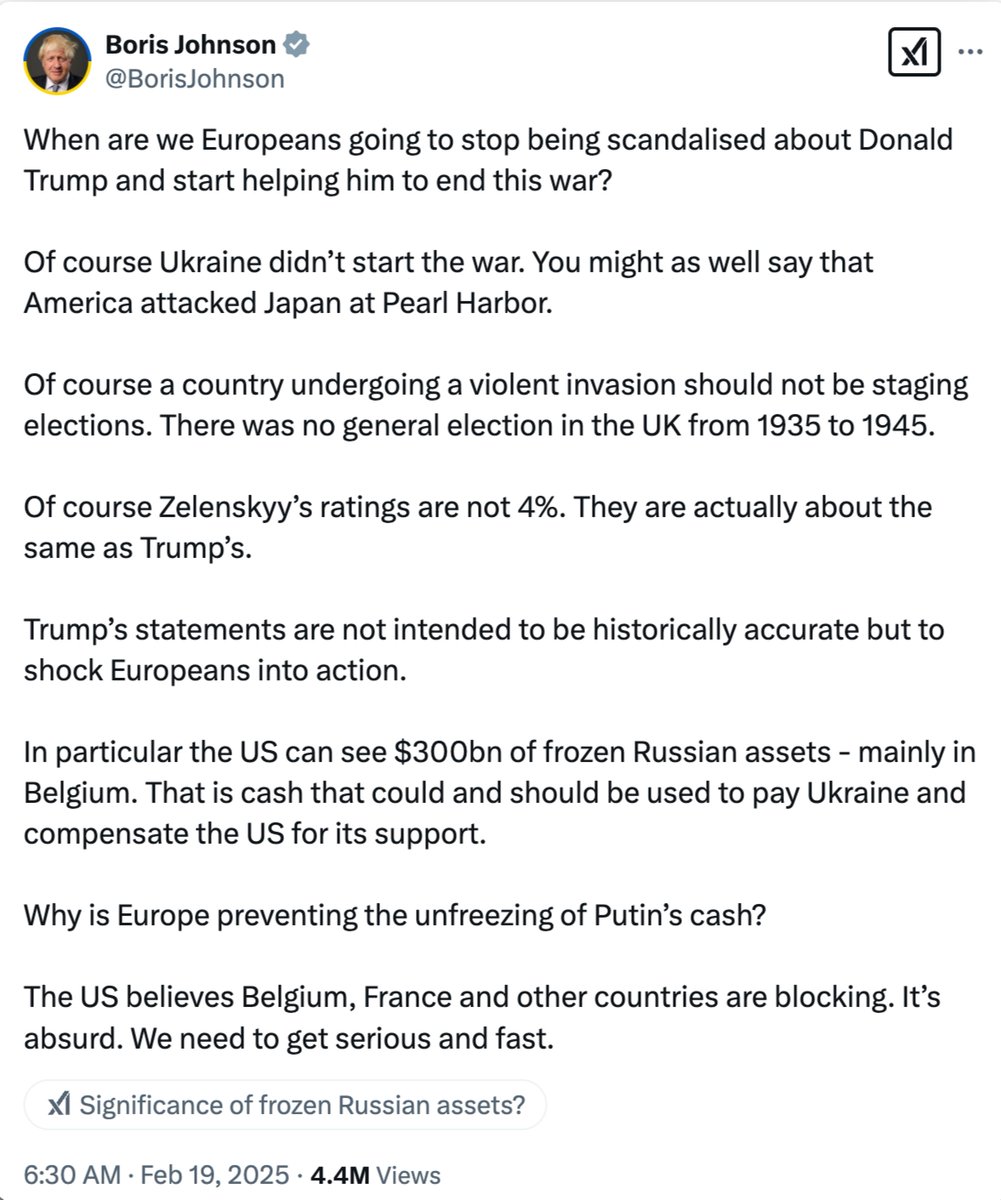 Boris Johnson
@BorisJohnson
When are we Europeans going to stop being scandalised about Donald
Trump and start helping him to end this war?
Of course Ukraine didn’t start the war. You might as well say that
America attacked Japan at Pearl Harbor.
Of course a country undergoing a violent invasion should not be staging
elections. There was no general election in the UK from 1935 to 1945.
Of course Zelenskyy’s ratings are not 4%. They are actually about the
same as Trump’s.
Trump’s statements are not intended to be historically accurate but to
shock Europeans into action.
In particular the US can see $300bn of frozen Russian assets - mainly in
Belgium. That is cash that could and should be used to pay Ukraine and
compensate the US for its support.
Why is Europe preventing the unfreezing of Putin’s cash?
The US believes Belgium, France and other countries are blocking. It’s
absurd. We need to get serious and fast.
Significance of frozen Russian assets?
6:30 AM · Feb 19, 2025 · 4.4M Views